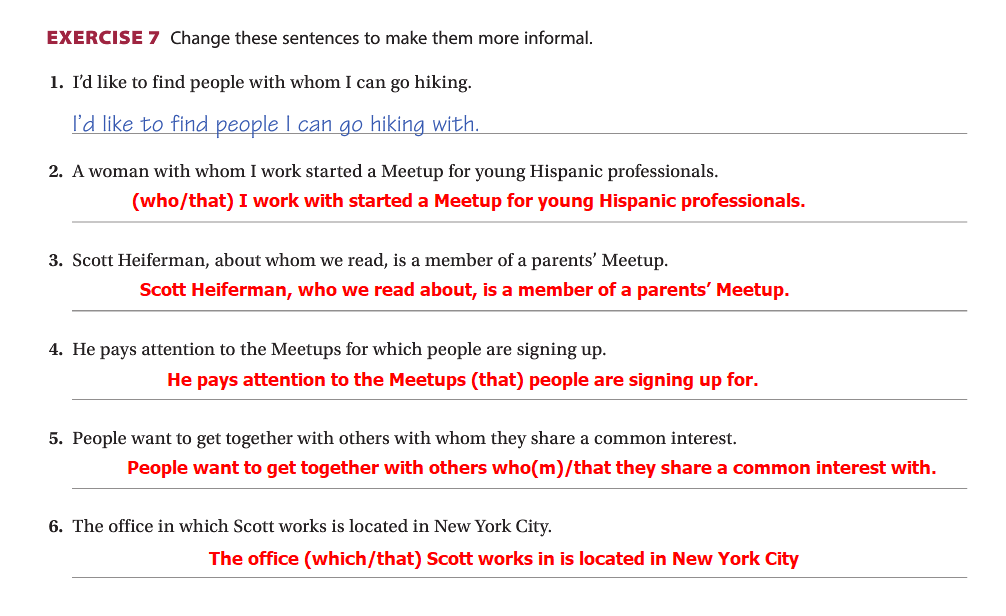 EXERCISE 7 Change these sentences to make them more informal.
1. I’d like to find people with whom I can go hiking.
I’d like to find people I can go hiking with.
2. A woman with whom I work started a Meetup for young Hispanic professionals.
(who/that) I work with started a Meetup for young Hispanic professionals.
3. Scott Heiferman, about whom we read, is a member of a parents’ Meetup.
Scott Heiferman, who we read about, is a member of a parents’ Meetup.
4. He pays attention to the Meetups for which people are signing up.
He pays attention to the Meetups (that) people are signing up for.
5. People want to get together with others with whom they share a common interest.
People want to get together with others who(m)/that they share a common interest with.
6. The office in which Scott works is located in New York City.
The office (which/that) Scott works in is located in New York City